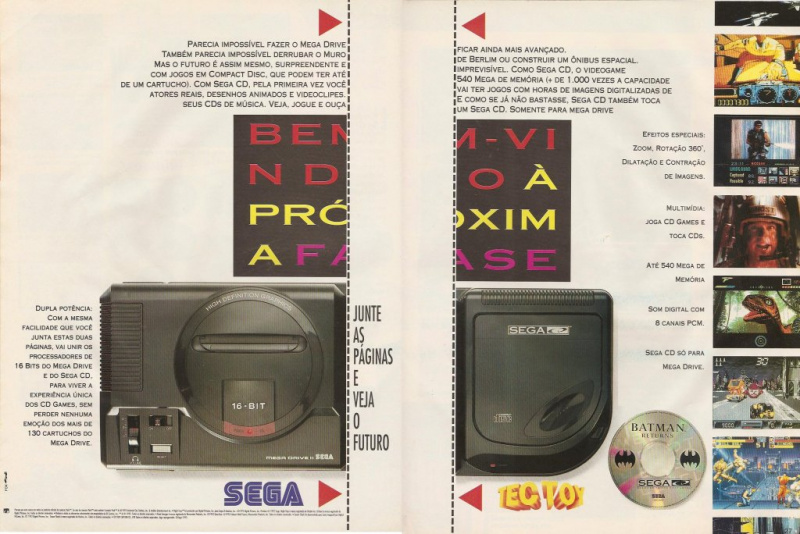 PARECIA IMPOSSÍVEL FAZER O MEGA DRIVE
TAMBÉM PARECIA IMPOSSÍVEL DERRUBAR O MURO
MAS O FUTURO É ASSIM MESMO, SURPREENDENTE E
COM JOGOS EM COMPACT DISC, QUE PODEM TER ATÉ
DE UM CARTUCHO). COM SEGA CD, PELA PRIMEIRA VEZ VOCÊ
ATORES REAIS, DESENHOS ANIMADOS E VIDEOCLIPES.
SEUS CDS DE MÚSICA. VEJA, JOGUE E OUÇA
BEN
ND
PRÓ
A FA
DUPLA POTÊNCIA:
COM A MESMA
FACILIDADE QUE VOCÊ
JUNTA ESTAS DUAS
PÁGINAS, VAI UNIR OS
PROCESSADORES DE
16 BITS DO MEGA DRIVE
E DO SEGA CD.
PARA VIVER A
EXPERIÊNCIA ÚNICA
DOS CD GAMES, SEM
PERDER NENHUMA
EMOÇÃO DOS MAIS DE
130 CARTUCHOS DO
MEGA DRIVE.
HIGH DEFINITION GRAPHICS
16-BIT
MEGA DRIVE II SEGA
SEGA
JUNTE
AS
PÁGINAS
E
VEJA
O
FUTURO
FICAR AINDA MAIS AVANÇADO.
DE BERLIM OU CONSTRUIR UM ÔNIBUS ESPACIAL.
IMPREVISÍVEL. COMO SEGA CD, O VIDEOGAME
540 MEGA DE MEMÓRIA (+ DE 1.000 VEZES A CAPACIDADE
VAI TER JOGOS COM HORAS DE IMAGENS DIGITALIZADAS DE
E COMO SE JÁ NÃO BASTASSE, SEGA CD TAMBÉM TOCA
UM SEGA CD. SOMENTE PARA MEGA DRIVE
M-VI
O À
OXIM
ASE
EFEITOS ESPECIAIS:
ZOOM, ROTAÇÃO 360°,
DILATAÇÃO E CONTRAÇÃO
DE IMAGENS.
MULTIMÍDIA:
JOGA CD GAMES E
TOCA CDS.
ATÉ 540 MEGA DE
MEMÓRIA
SOM DIGITAL COM
8 CANAIS PCM.
SEGA CD SÓ PARA
MEGA DRIVE.
SEGA CD
TEC TOY
BATMAN
RETURNS
SEGA